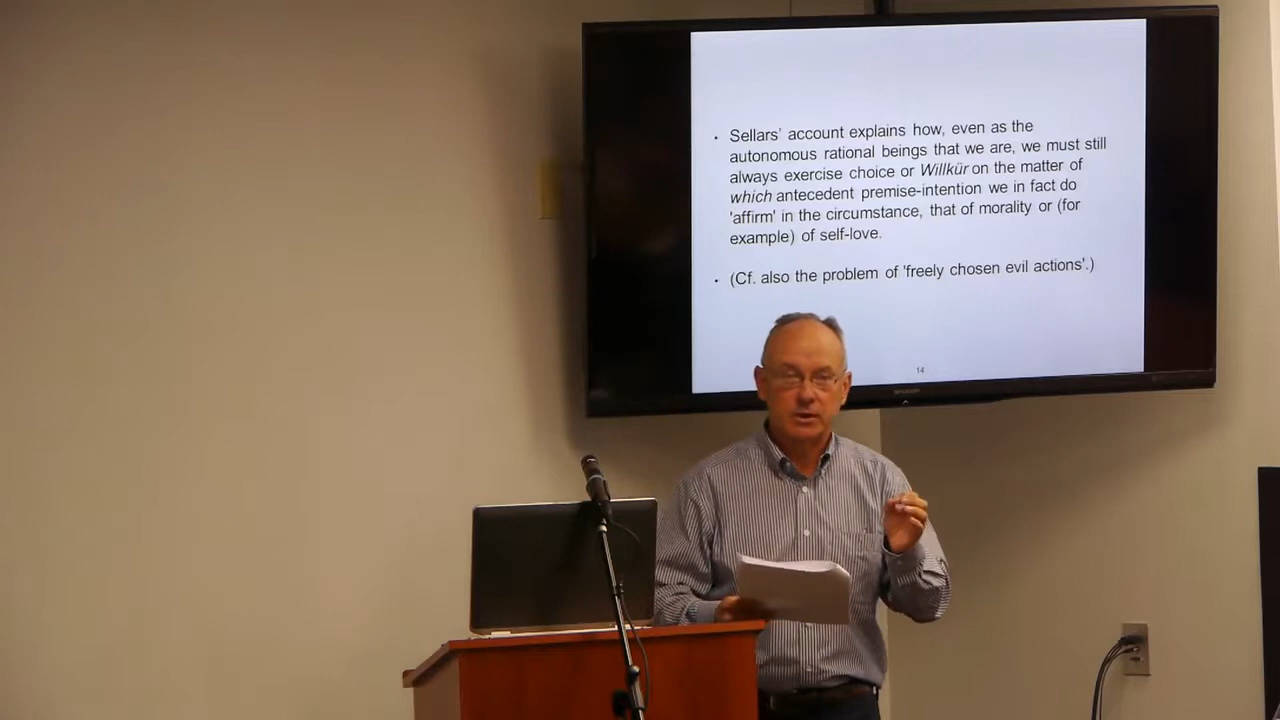 • Sellars' account explains how, even as the
autonomous rational beings that we are, we must still
always exercise choice or Willkür on the matter of
which antecedent premise-intention we in fact do
'affirm' in the circumstance, that of morality or (for
example) of self-love.
• (Cf. also the problem of 'freely chosen evil actions'.)
14
SHARP